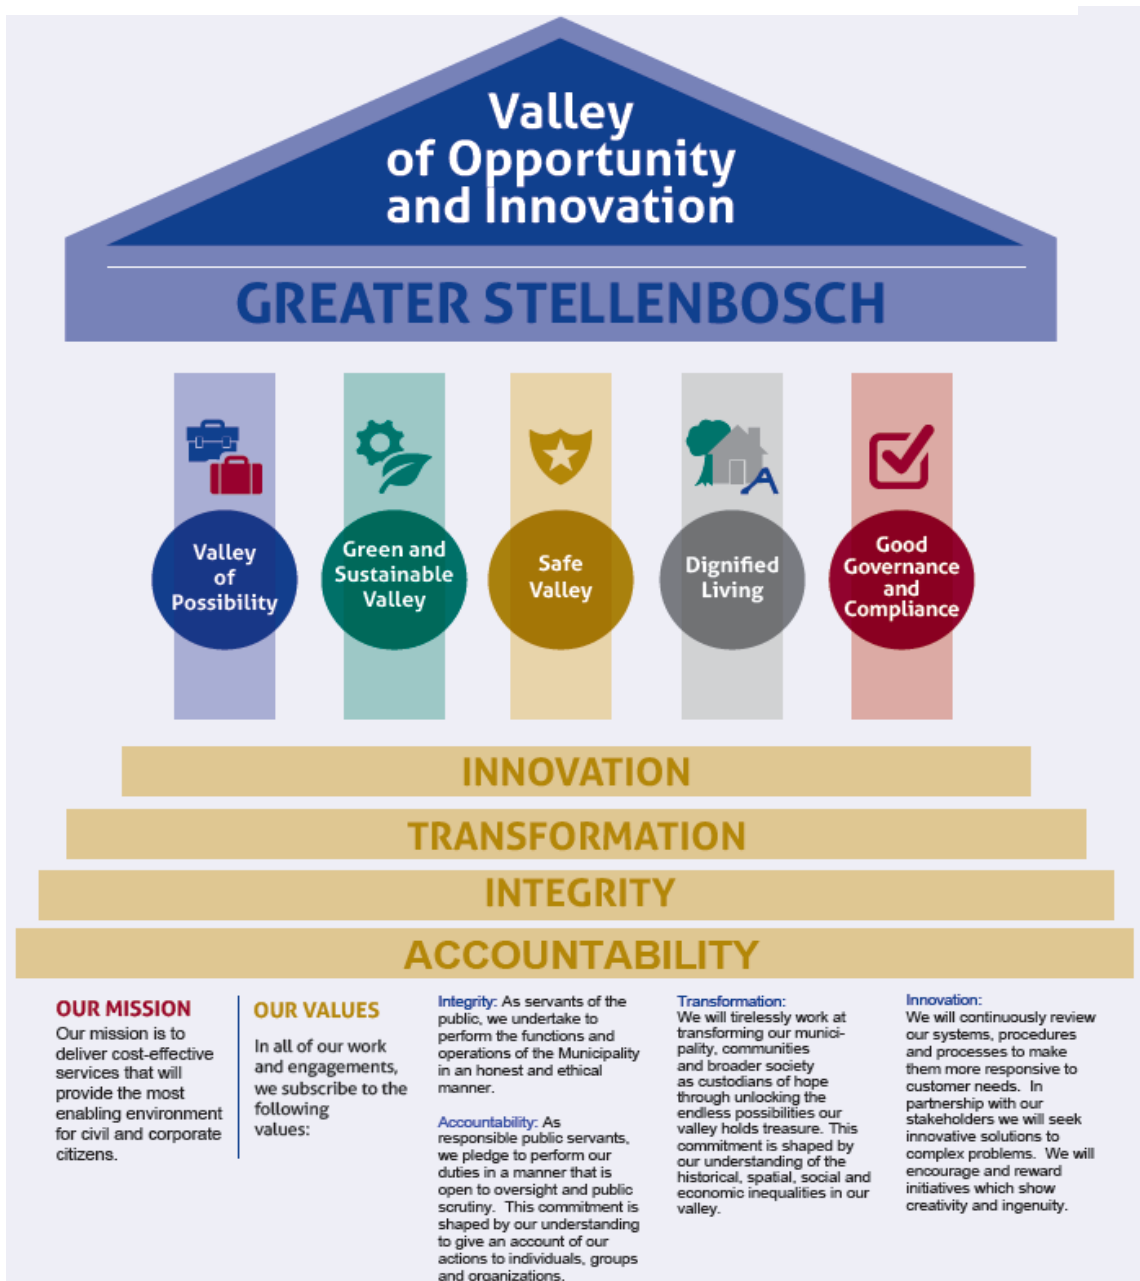 Valley
of Opportunity
and Innovation
GREATER STELLENBOSCH
Valley
of
Possibility
Green and
Sustainable
Valley
Safe
Valley
Dignified
Living
Good
Governance
and
Compliance
INNOVATION
TRANSFORMATION
INTEGRITY
ACCOUNTABILITY
OUR MISSION
Our mission is to
deliver cost-effective
services that will
provide the most
enabling environment
for civil and corporate
citizens.
OUR VALUES
In all of our work
and engagements,
we subscribe to the
following
values:
Integrity: As servants of the
public, we undertake to
perform the functions and
operations of the Municipality
in an honest and ethical
manner.
Accountability: As
responsible public servants,
we pledge to perform our
duties in a manner that is
open to oversight and public
scrutiny. This commitment is
shaped by our understanding
to give an account of our
actions to individuals, groups
and organizations.
Transformation:
We will tirelessly work at
transforming our munici-
pality, communities
and broader society
as custodians of hope
through unlocking the
endless possibilities our
valley holds treasure. This
commitment is shaped by
our understanding of the
historical, spatial, social and
economic inequalities in our
valley.
Innovation:
We will continuously review
our systems, procedures
and processes to make
them more responsive to
customer needs. In
partnership with our
stakeholders we will seek
innovative solutions to
complex problems. We will
encourage and reward
initiatives which show
creativity and ingenuity.